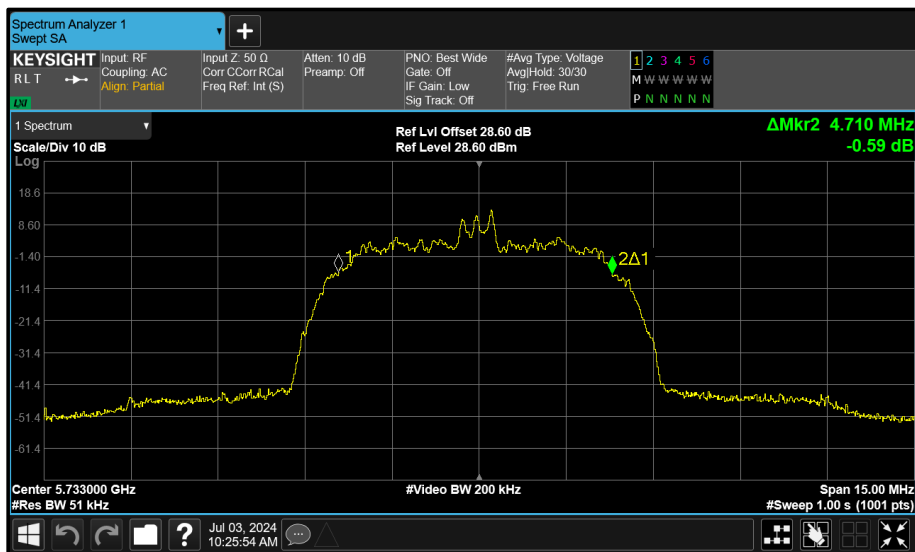 Spectrum Analyzer 1
Swept SA
+
KEYSIGHT
R L T
LXI
Input: RF
Coupling: AC
Align: Partial
Input Z: 50 Ω
Corr CCorr RCal
Freq Ref: Int (S)
Atten: 10 dB
Preamp: Off
PNO: Best Wide
Gate: Off
IF Gain: Low
Sig Track: Off
#Avg Type: Voltage
Avg|Hold: 30/30
Trig: Free Run
1 2 3 4 5 6
M W W W W W
P N N N N N
1 Spectrum
Scale/Div 10 dB
Ref Lvl Offset 28.60 dB
Ref Level 28.60 dBm
ΔMkr2 4.710 MHz
-0.59 dB
Log
18.6
8.60
-1.40
-11.4
-21.4
-31.4
-41.4
-51.4
-61.4
1
2Δ1
Center 5.733000 GHz
#Res BW 51 kHz
#Video BW 200 kHz
Span 15.00 MHz
#Sweep 1.00 s (1001 pts)
?
Jul 03, 2024
10:25:54 AM